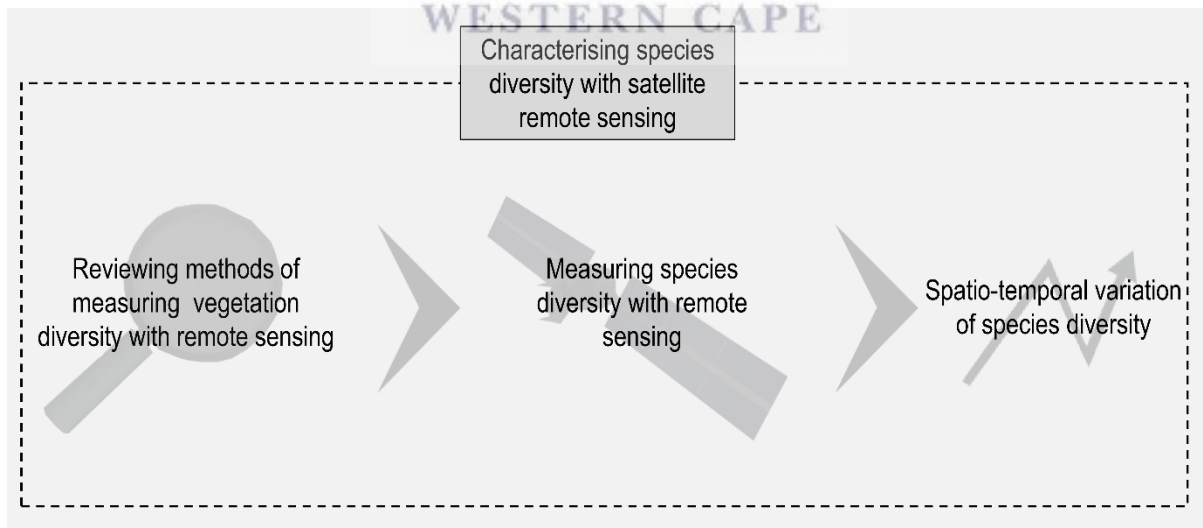 WESTERN CAPE
Characterising species
diversity with satellite
remote sensing
Reviewing methods of
measuring vegetation
diversity with remote sensing
Measuring species
diversity with remote
sensing
Spatio-temporal variation
of species diversity